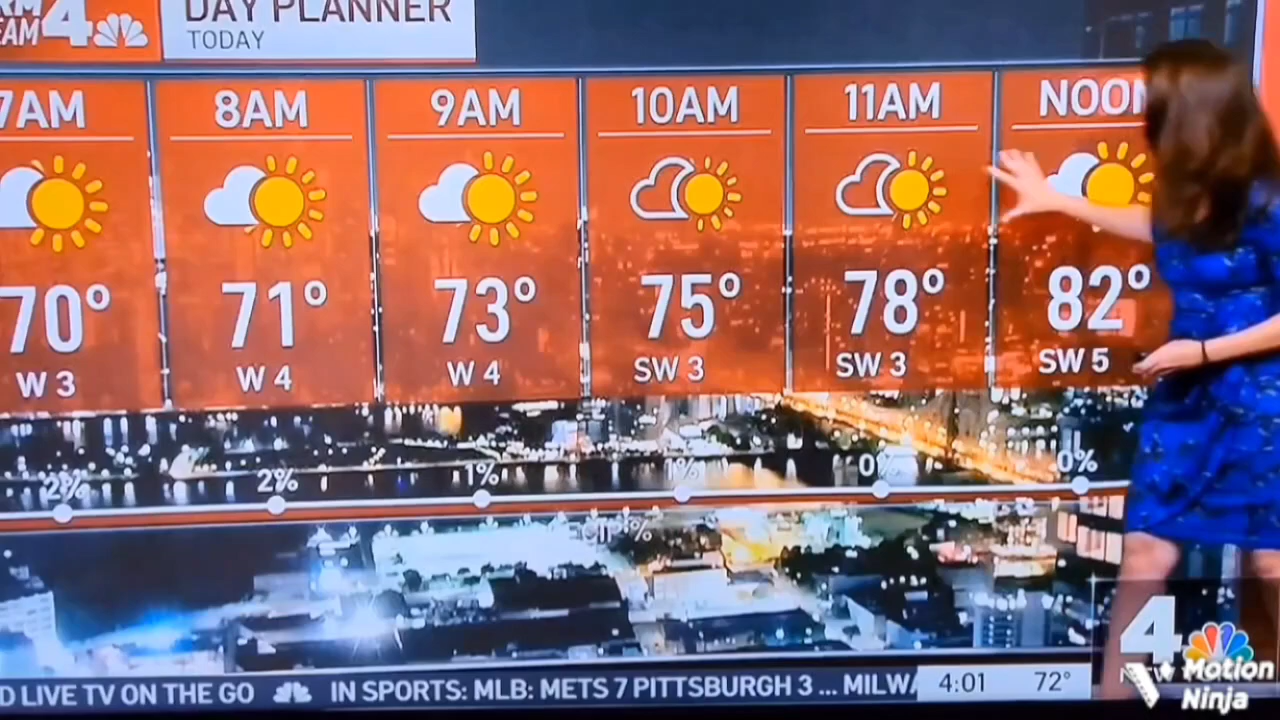 4
DAY PLANNER
TODAY
7AM 8AM 9AM 10AM 11AM NOON
70° 71° 73° 75° 78° 82°
W 3 W 4 W 4 SW 3 SW 3 SW 5
2% 2% 1% 1% 0% 0%
4
D LIVE TV ON THE GO IN SPORTS: MLB: METS 7 PITTSBURGH 3 ... MILW 4:01 72°
Motion
Ninja